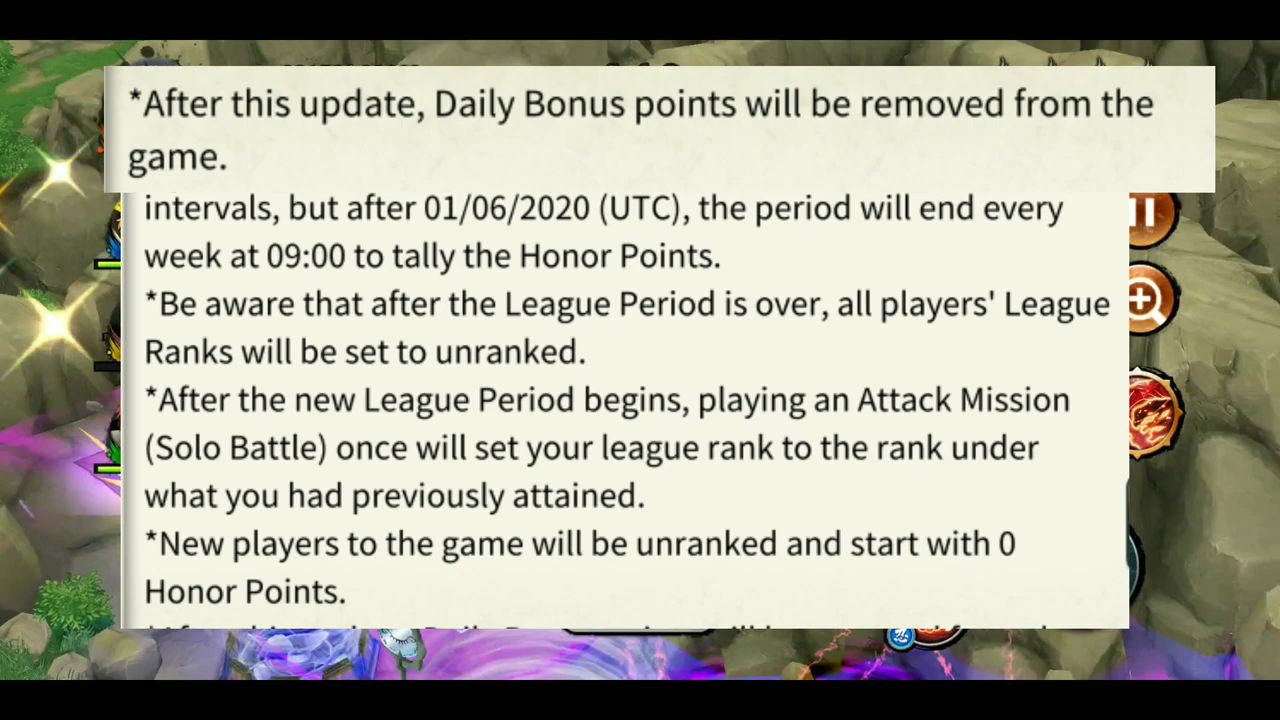 *After this update, Daily Bonus points will be removed from the
game.
intervals, but after 01/06/2020 (UTC), the period will end every
week at 09:00 to tally the Honor Points.
*Be aware that after the League Period is over, all players' League
Ranks will be set to unranked.
*After the new League Period begins, playing an Attack Mission
(Solo Battle) once will set your league rank to the rank under
what you had previously attained.
*New players to the game will be unranked and start with 0
Honor Points.